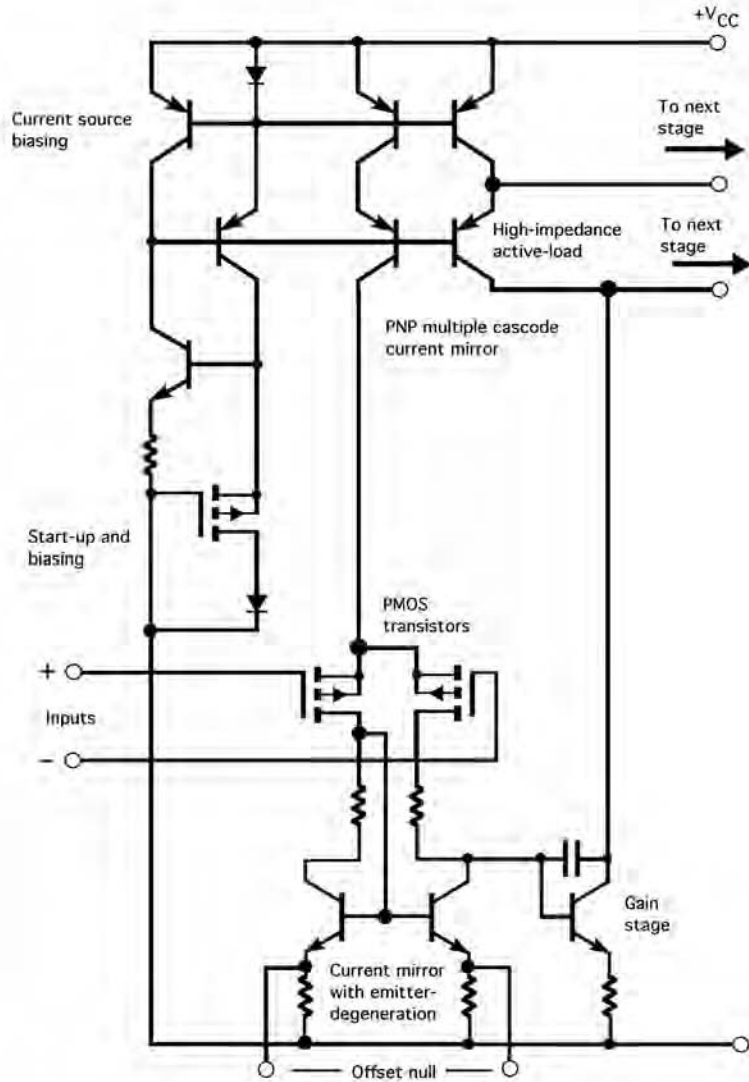 +VCC
Current source
biasing
To next
stage
High-impedance
active-load
To next
stage
PNP multiple cascode
current mirror
Start-up and
biasing
PMOS
transistors
+
Inputs
−
Gain
stage
Current mirror
with emitter-
degeneration
Offset null